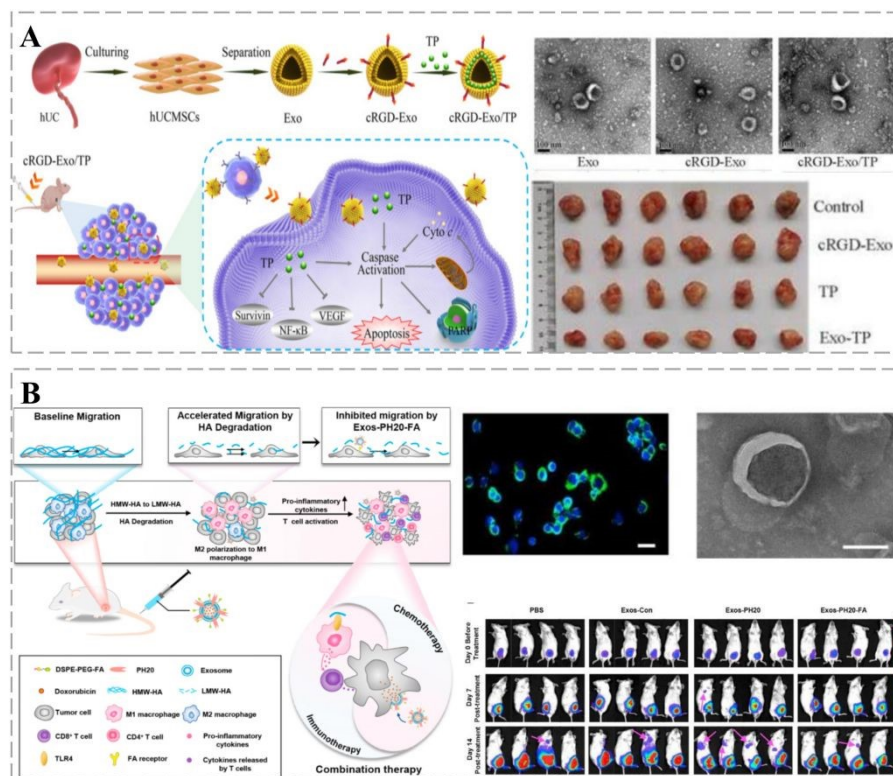 A
Culturing
Separation
TP
hUC
hUCMSCs
Exo
cRGD-Exo
cRGD-Exo/TP
Exo
cRGD-Exo
cRGD-Exo/TP
cRGD-Exo/TP
TP
Cyto c
TP
Caspase
Activation
Survivin
NF-κB
VEGF
Apoptosis
PARP
Control
cRGD-Exo
TP
Exo-TP
B
Baseline Migration
Accelerated Migration by
HA Degradation
Inhibited migration by
Exos-PH20-FA
HMW-HA to LMW-HA
HA Degradation
Pro-inflammatory
cytokines
T cell activation
M2 polarization to M1
macrophage
Chemotherapy
Immunotherapy
Combination therapy
DSPE-PEG-FA
PH20
Exosome
Doxorubicin
HMW-HA
LMW-HA
Tumor cell
M1 macrophage
M2 macrophage
CD8+ T cell
CD4+ T cell
Pro-inflammatory
cytokines
TLR4
FA receptor
Cytokines released
by T cells
PBS
Exos-Con
Exos-PH20
Exos-PH20-FA
Day 0 Before
Treatment
Day 7
Post-treatment
Day 14
Post-treatment